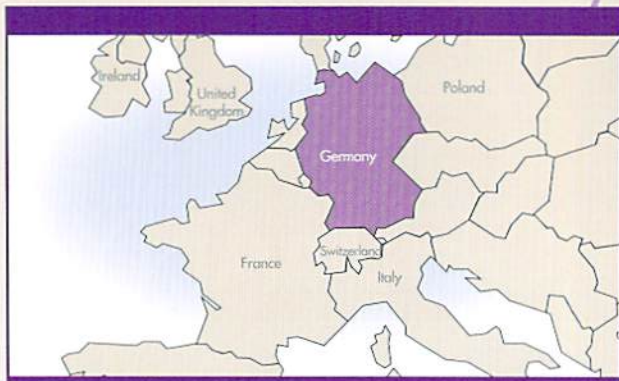 Ireland
United
Kingdom
Poland
Germany
France
Switzerland
Italy